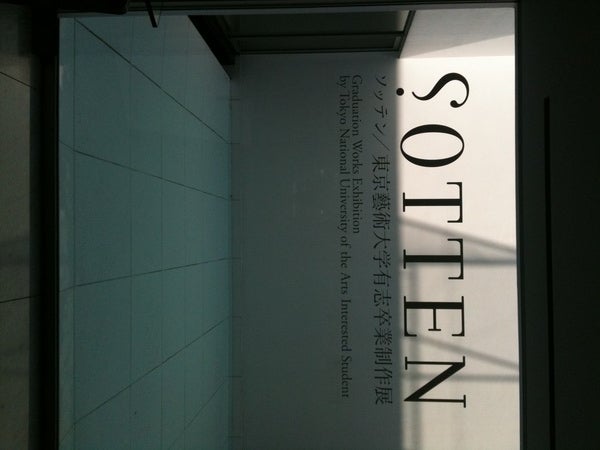 SOTTEN
ソッテン／東京藝術大学有志卒業制作展
Graduation Works Exhibition
by Tokyo National University of the Arts Interested Student